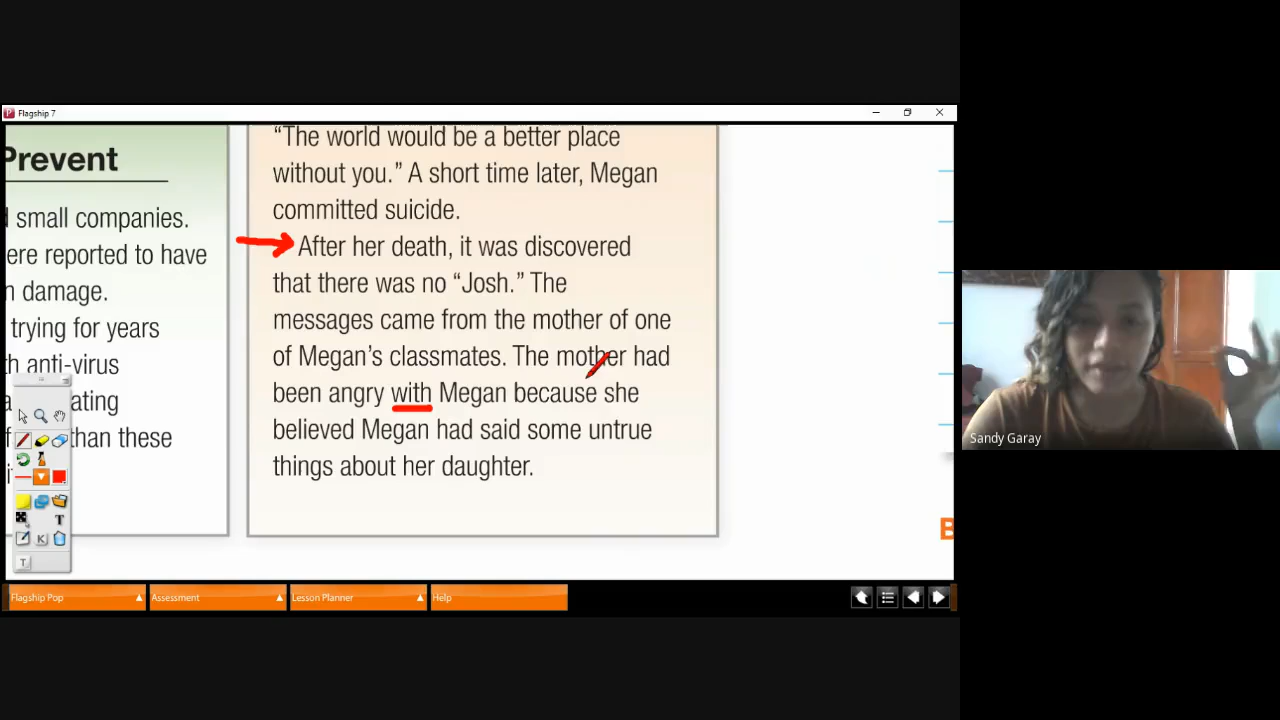 Flagship 7
Prevent
small companies.
ere reported to have
n damage.
trying for years
th anti-virus
ating
than these
“The world would be a better place
without you.” A short time later, Megan
committed suicide.
After her death, it was discovered
that there was no “Josh.” The
messages came from the mother of one
of Megan’s classmates. The mother had
been angry with Megan because she
believed Megan had said some untrue
things about her daughter.
B
T
K
T
Flagship Pop
Assessment
Lesson Planner
Help
Sandy Garay